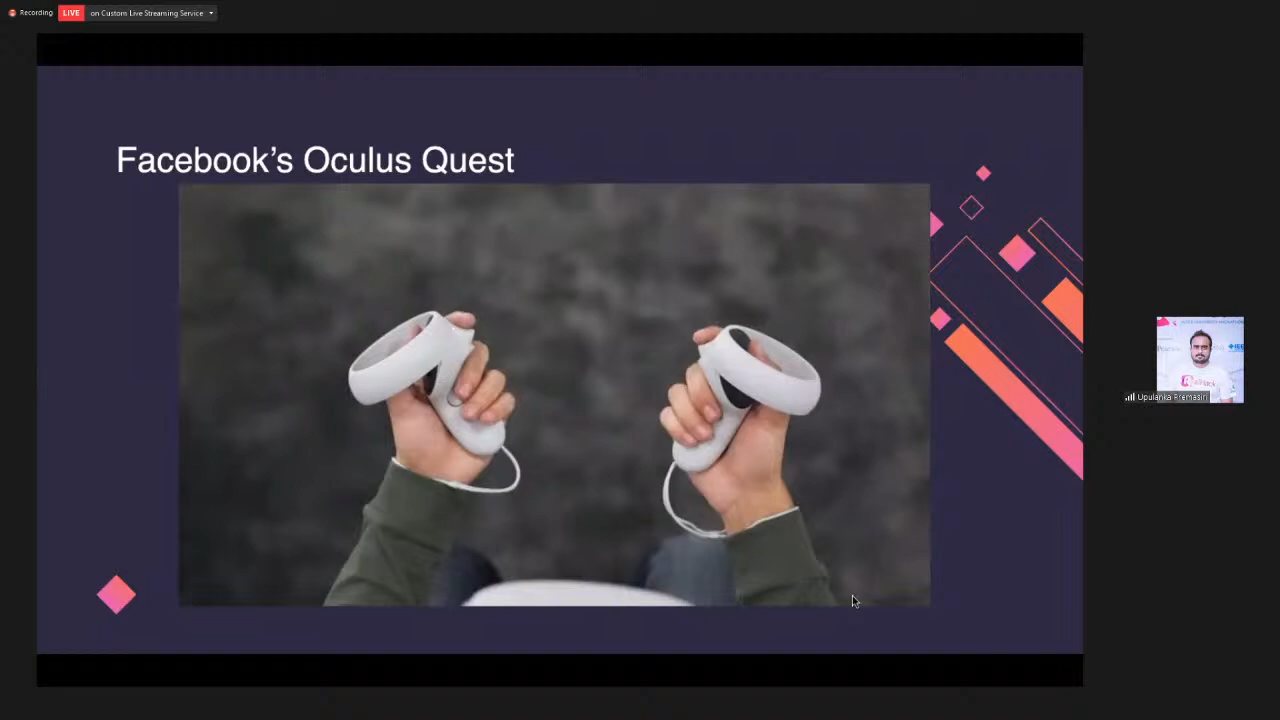 Recording
LIVE
on Custom Live Streaming Service
Facebook's Oculus Quest
Upulanka Premasiri